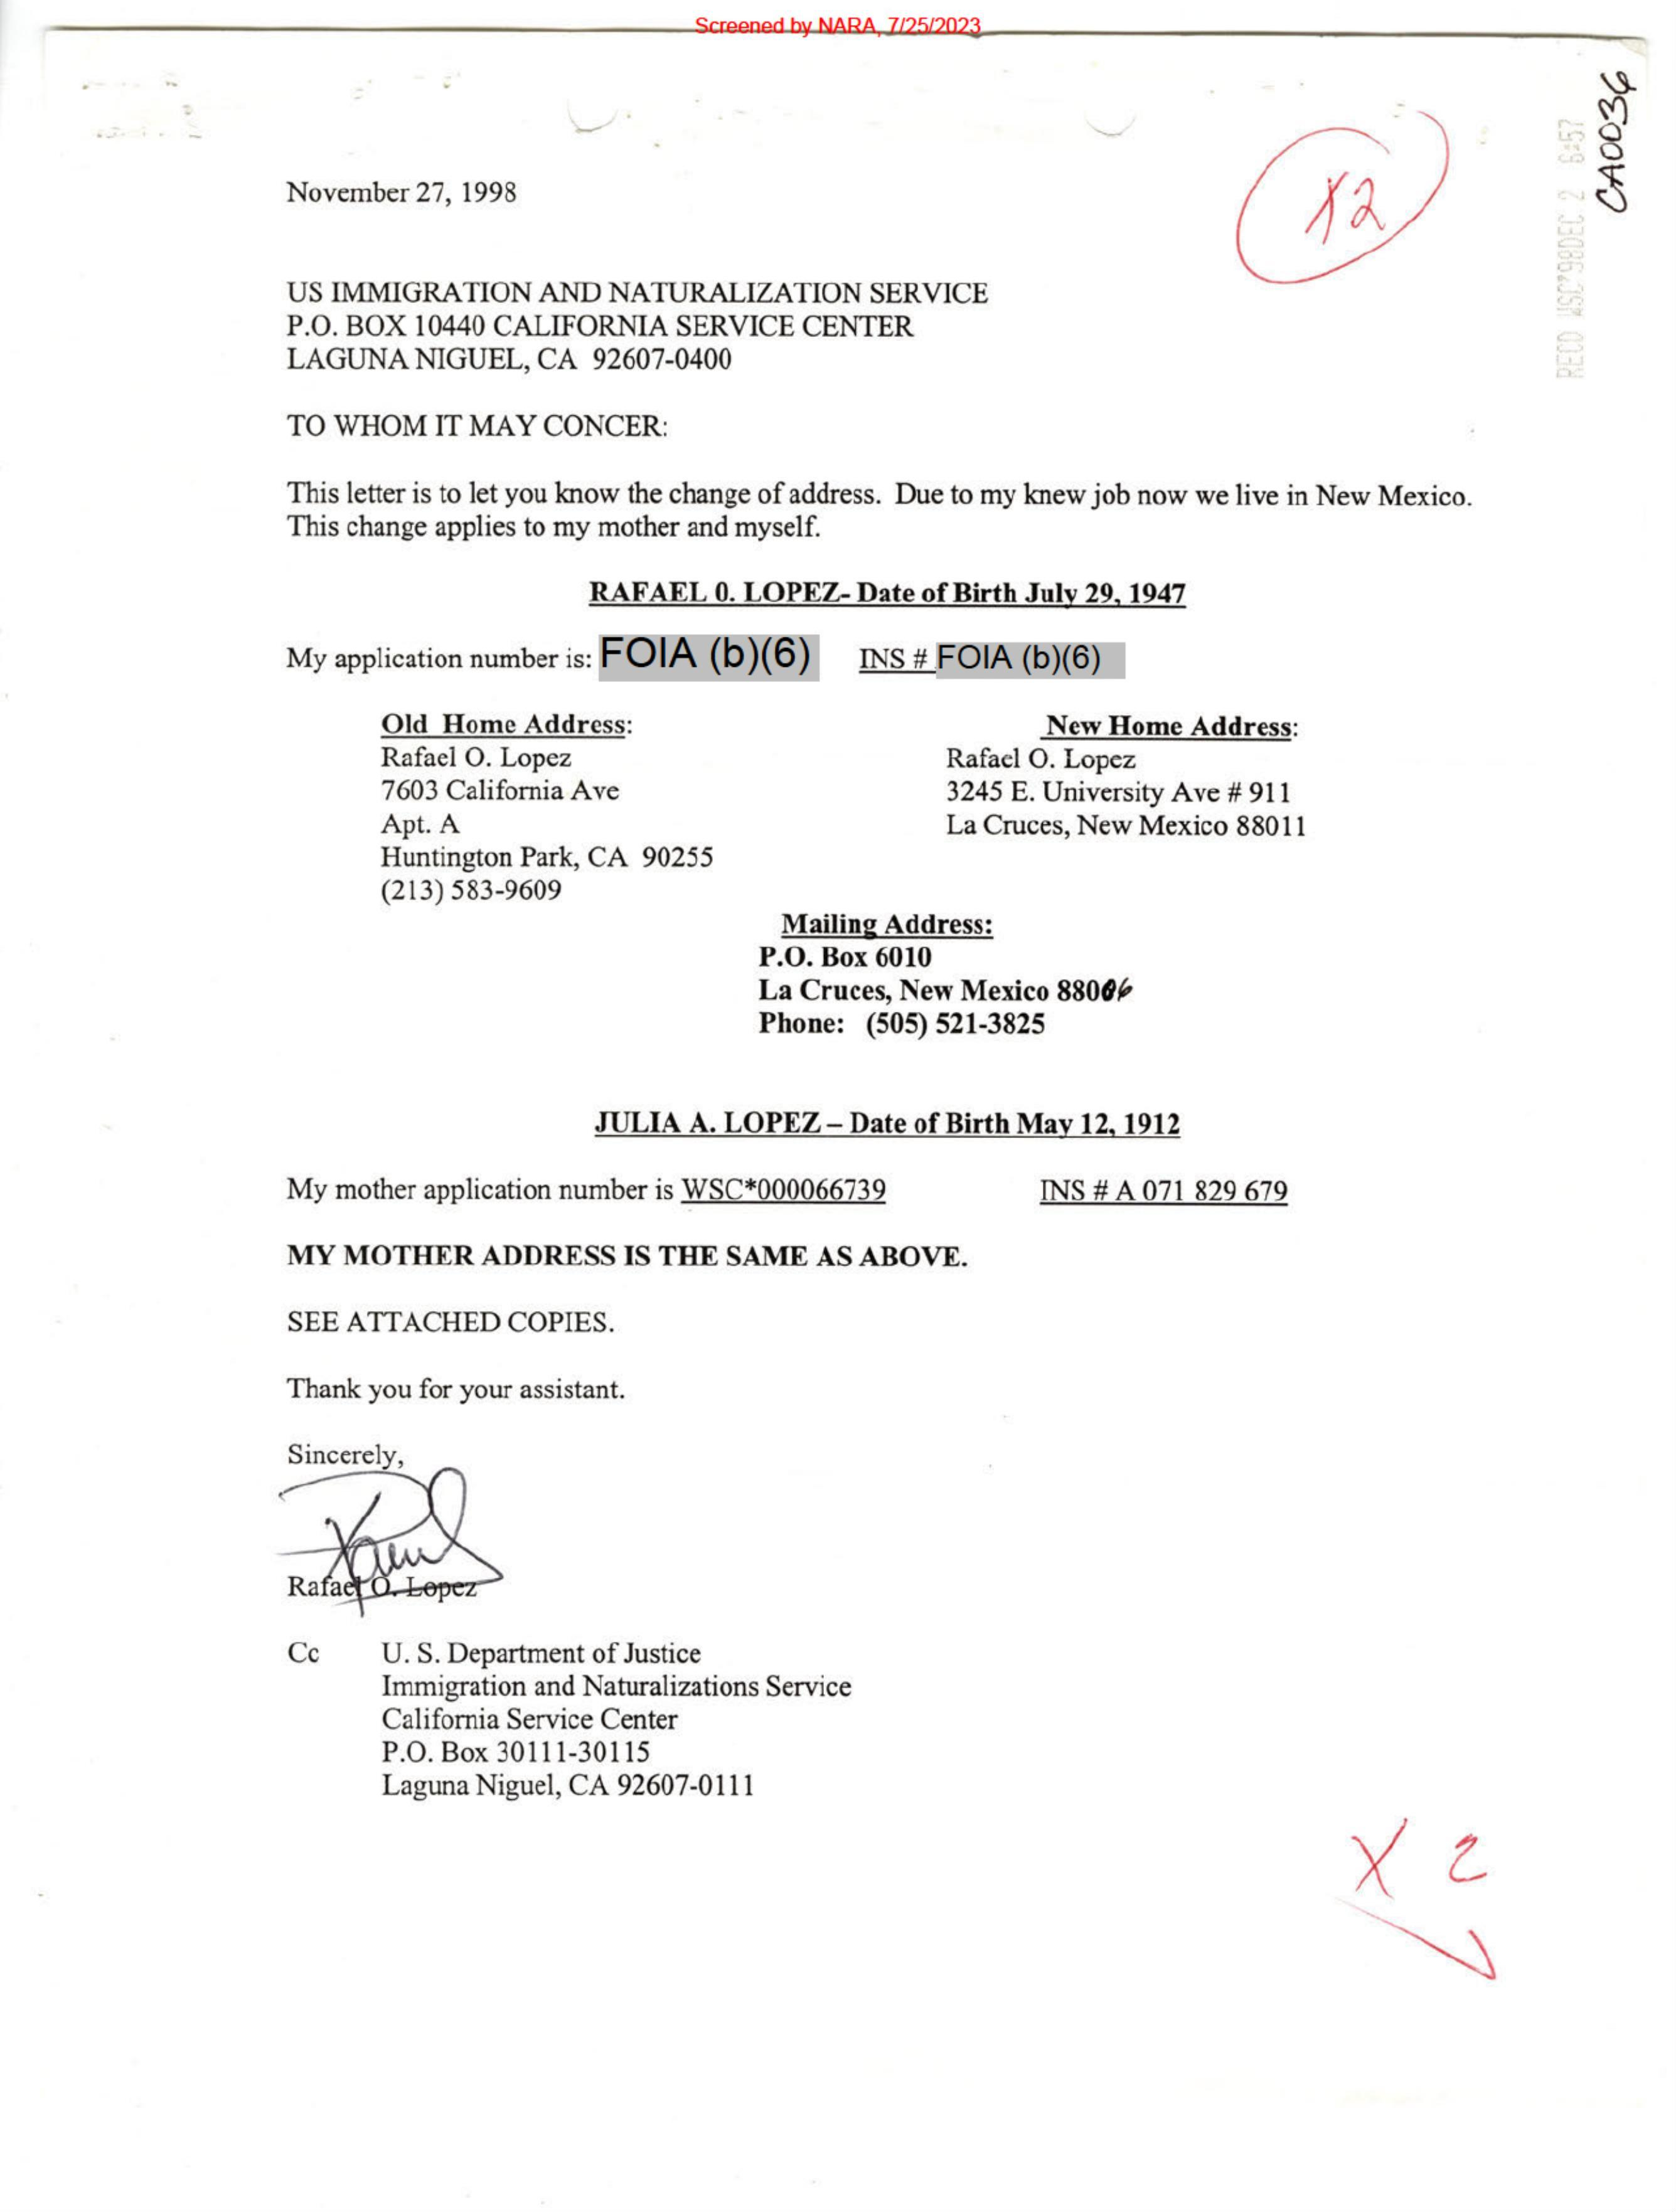 Screened by NARA, 7/25/2023
CA0036
RECD WSC'98DEC 2 6:57
X2
November 27, 1998
US IMMIGRATION AND NATURALIZATION SERVICE
P.O. BOX 10440 CALIFORNIA SERVICE CENTER
LAGUNA NIGUEL, CA 92607-0400
TO WHOM IT MAY CONCER:
This letter is to let you know the change of address. Due to my knew job now we live in New Mexico.
This change applies to my mother and myself.
RAFAEL 0. LOPEZ- Date of Birth July 29, 1947
My application number is: FOIA (b)(6) INS # FOIA (b)(6)
Old Home Address:
Rafael O. Lopez
7603 California Ave
Apt. A
Huntington Park, CA 90255
(213) 583-9609
New Home Address:
Rafael O. Lopez
3245 E. University Ave # 911
La Cruces, New Mexico 88011
Mailing Address:
P.O. Box 6010
La Cruces, New Mexico 88006
Phone: (505) 521-3825
JULIA A. LOPEZ – Date of Birth May 12, 1912
My mother application number is WSC*000066739 INS # A 071 829 679
MY MOTHER ADDRESS IS THE SAME AS ABOVE.
SEE ATTACHED COPIES.
Thank you for your assistant.
Sincerely,
Rafael O. Lopez
Cc U. S. Department of Justice
Immigration and Naturalizations Service
California Service Center
P.O. Box 30111-30115
Laguna Niguel, CA 92607-0111
X 2